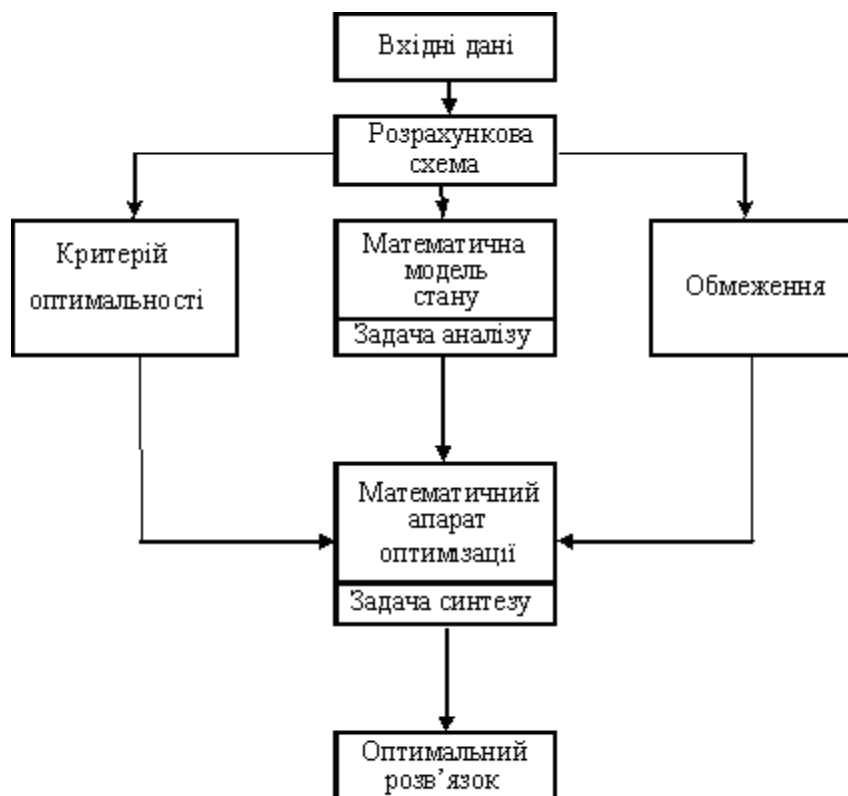 Вхідні дані
Розрахункова
схема
Критерій
оптимальності
Математична
модель
стану
Задача аналізу
Обмеження
Математичний
апарат
оптимізації
Задача синтезу
Оптимальний
розв’язок